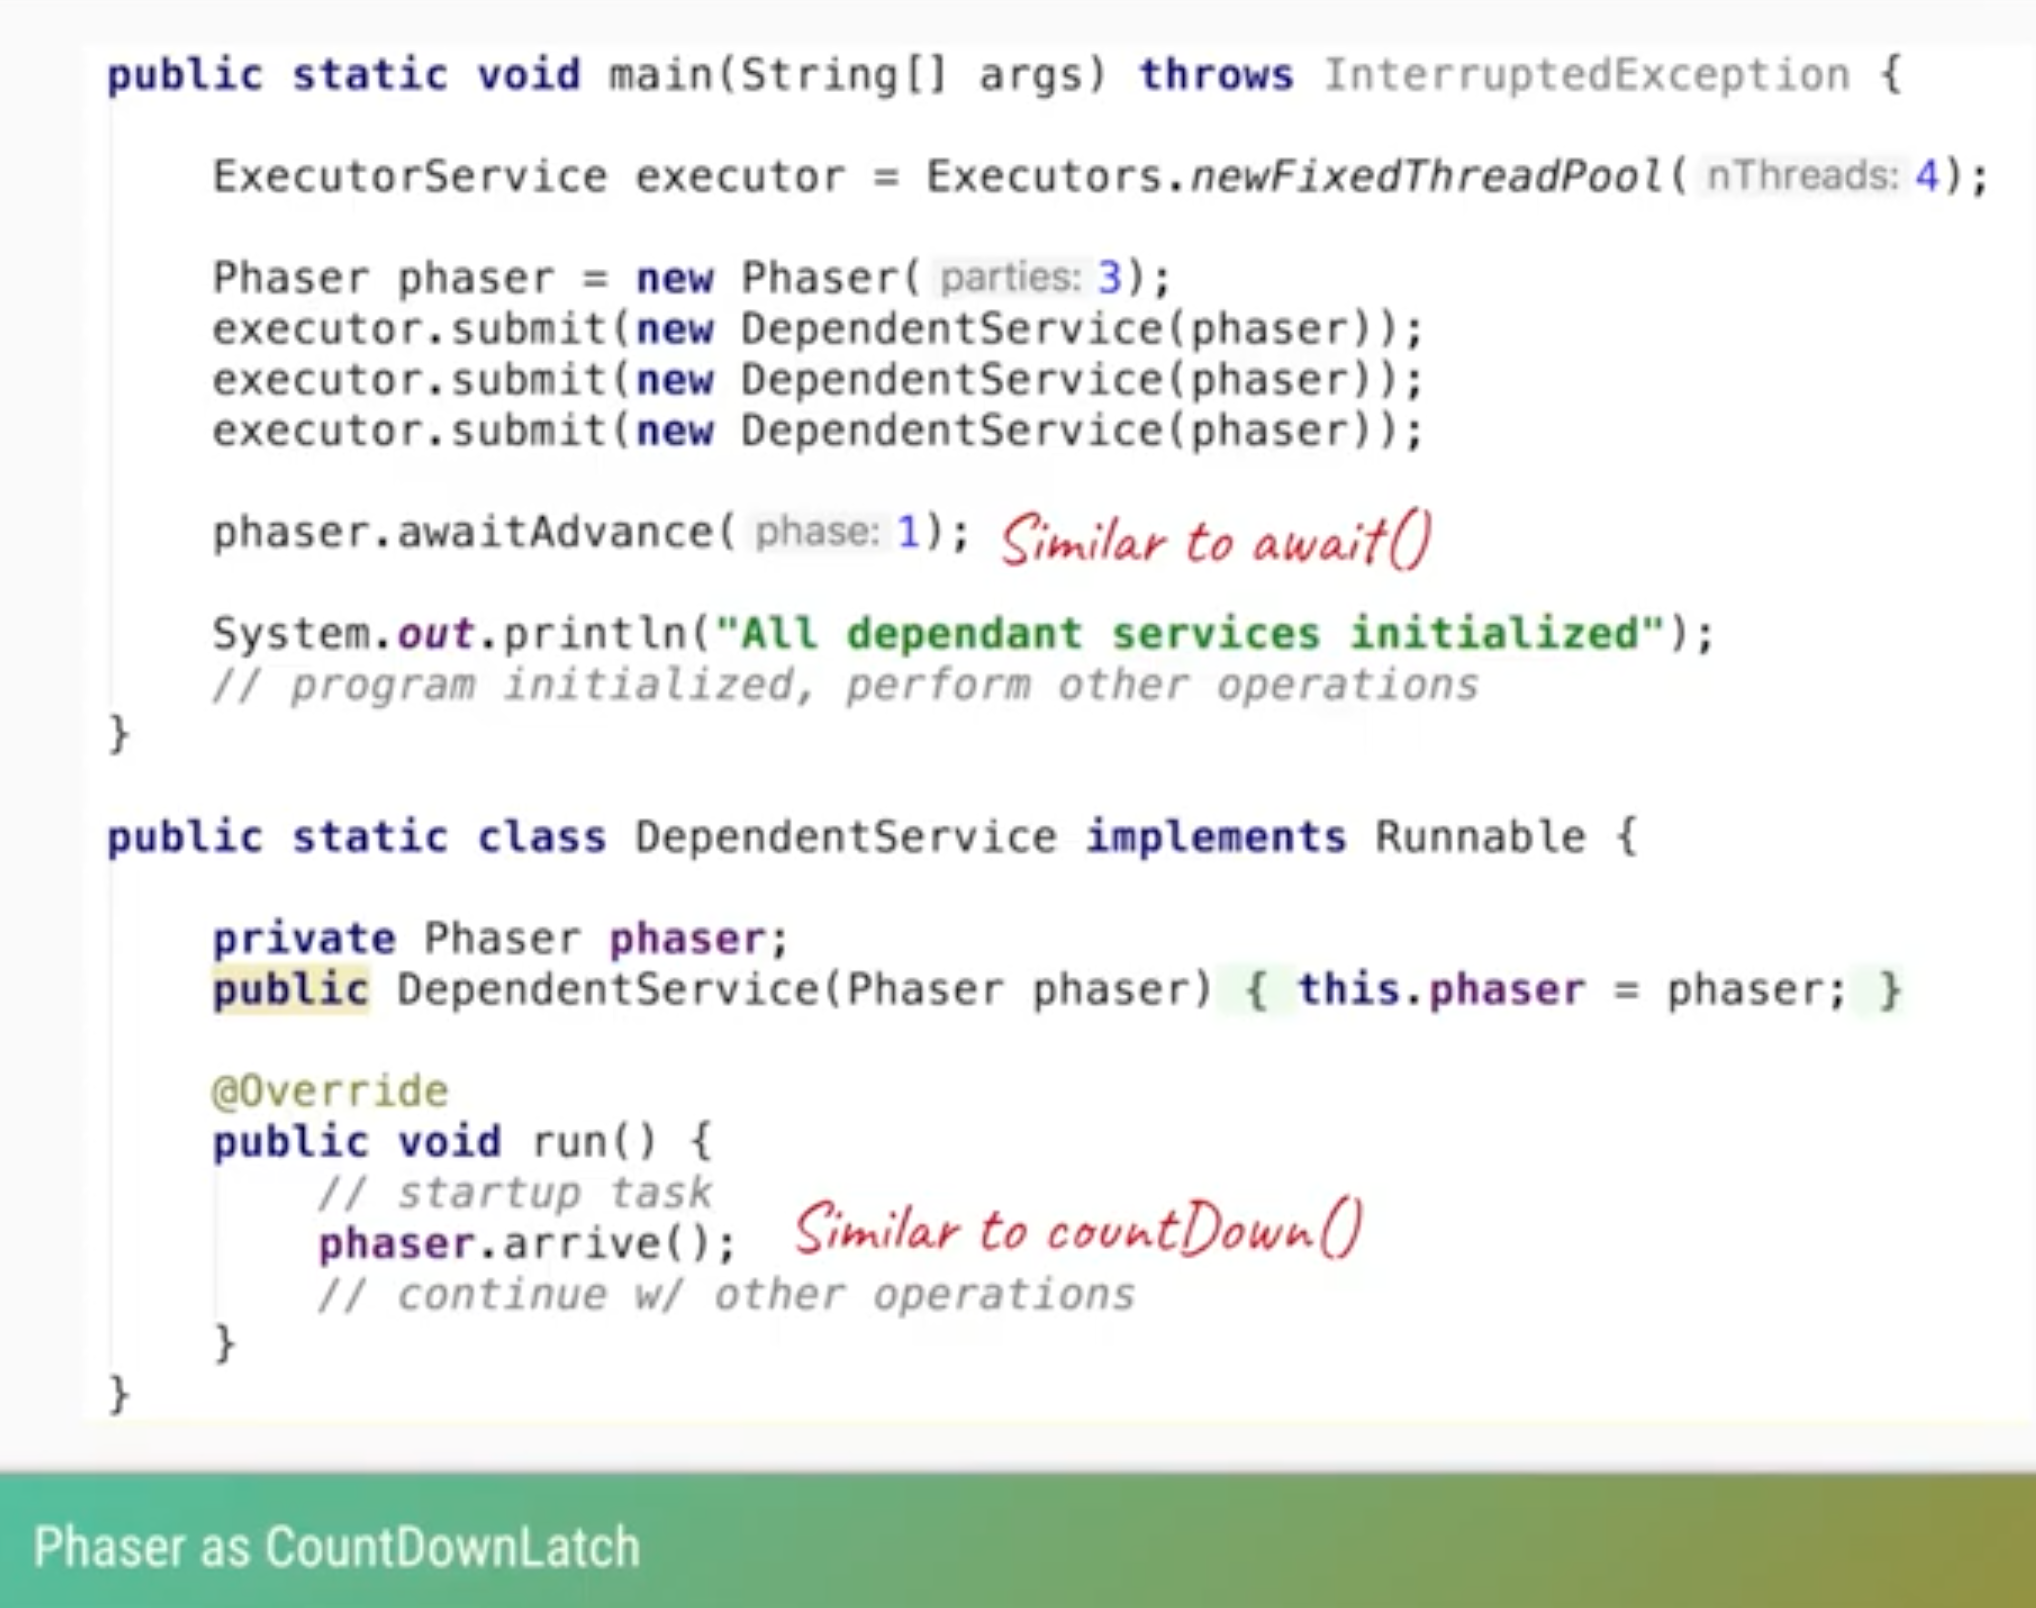 public static void main(String[] args) throws InterruptedException {
ExecutorService executor = Executors.newFixedThreadPool( nThreads: 4);
Phaser phaser = new Phaser( parties: 3);
executor.submit(new DependentService(phaser));
executor.submit(new DependentService(phaser));
executor.submit(new DependentService(phaser));
phaser.awaitAdvance( phase: 1); Similar to await()
System.out.println("All dependant services initialized");
// program initialized, perform other operations
}
public static class DependentService implements Runnable {
private Phaser phaser;
public DependentService(Phaser phaser) { this.phaser = phaser; }
@Override
public void run() {
// startup task
phaser.arrive(); Similar to countDown()
// continue w/ other operations
}
}
Phaser as CountDownLatch